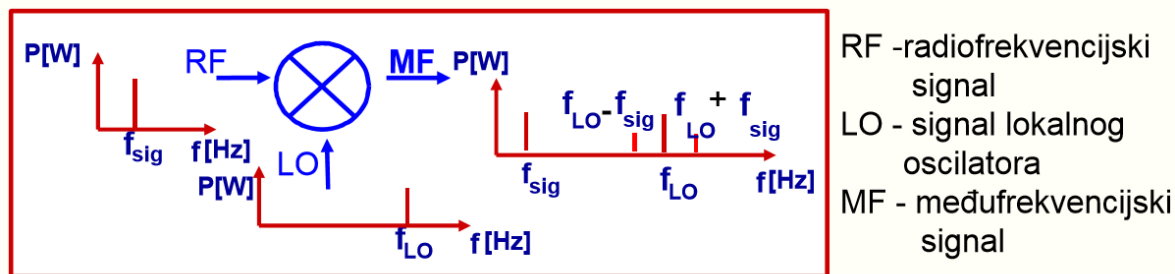 P[W]
f_sig
f[Hz]
RF
MF
LO
P[W]
f_LO
f[Hz]
P[W]
f_LO - f_sig
f_LO + f_sig
f_sig
f_LO
f[Hz]
RF -radiofrekvencijski
signal
LO - signal lokalnog
oscilatora
MF - međufrekvencijski
signal